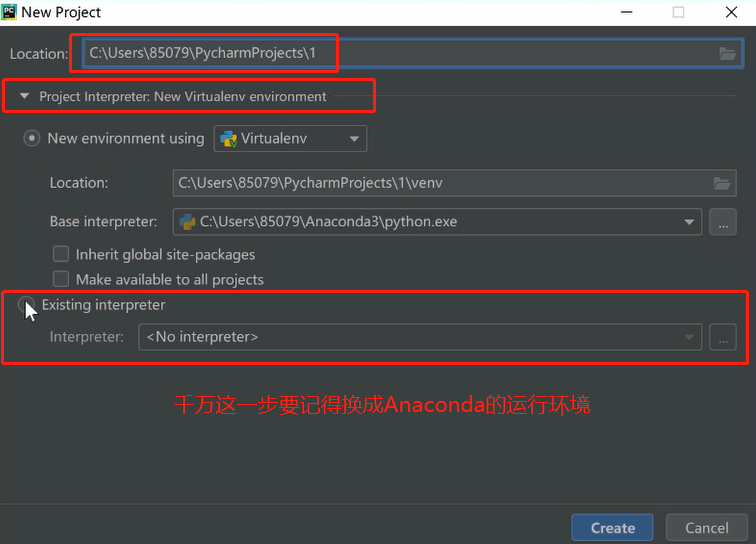 PC New Project
Location: C:\Users\85079\PycharmProjects\1
Project Interpreter: New Virtualenv environment
New environment using Virtualenv
Location: C:\Users\85079\PycharmProjects\1\venv
Base interpreter: C:\Users\85079\Anaconda3\python.exe ...
Inherit global site-packages
Make available to all projects
Existing interpreter
Interpreter: <No interpreter> ...
千万这一步要记得换成Anaconda的运行环境
Create Cancel